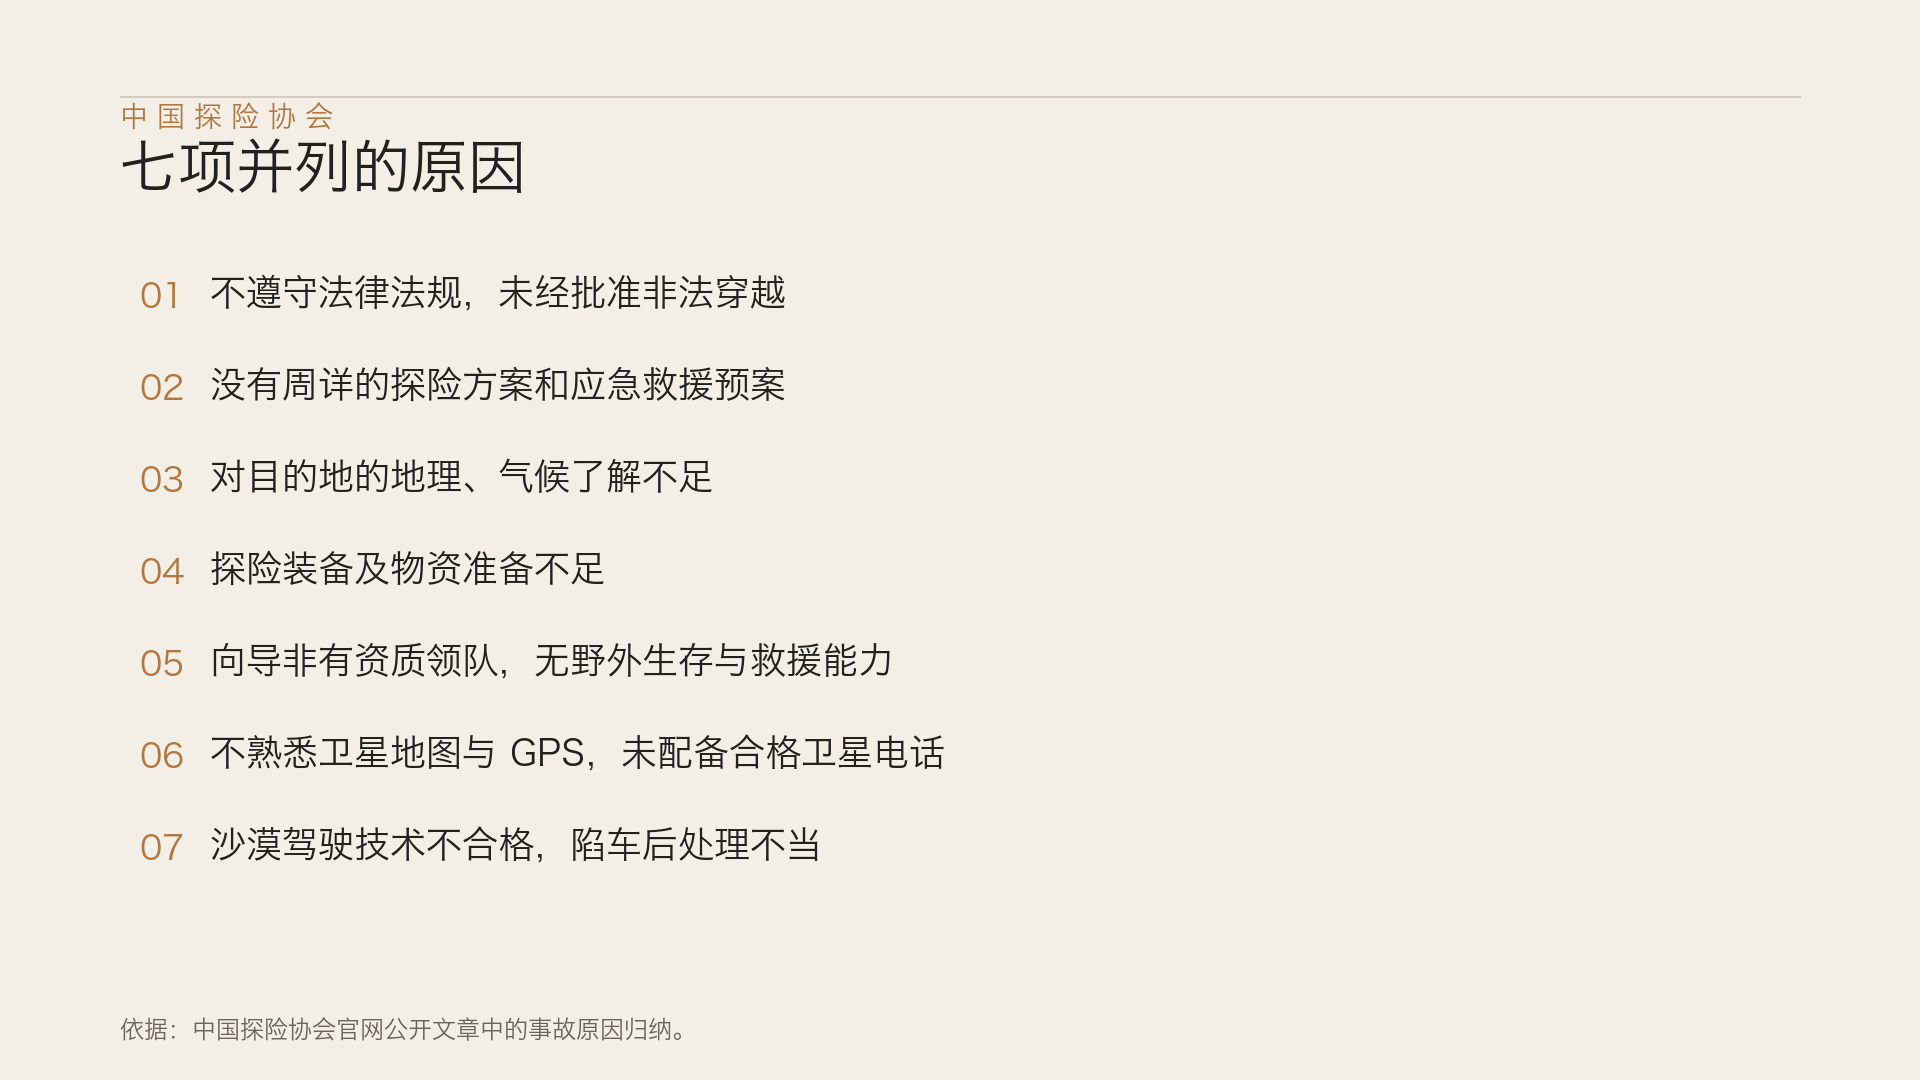 中国探险协会
七项并列的原因
01 不遵守法律法规，未经批准非法穿越
02 没有周详的探险方案和应急救援预案
03 对目的地的地理、气候了解不足
04 探险装备及物资准备不足
05 向导非有资质领队，无野外生存与救援能力
06 不熟悉卫星地图与 GPS，未配备合格卫星电话
07 沙漠驾驶技术不合格，陷车后处理不当
依据：中国探险协会官网公开文章中的事故原因归纳。